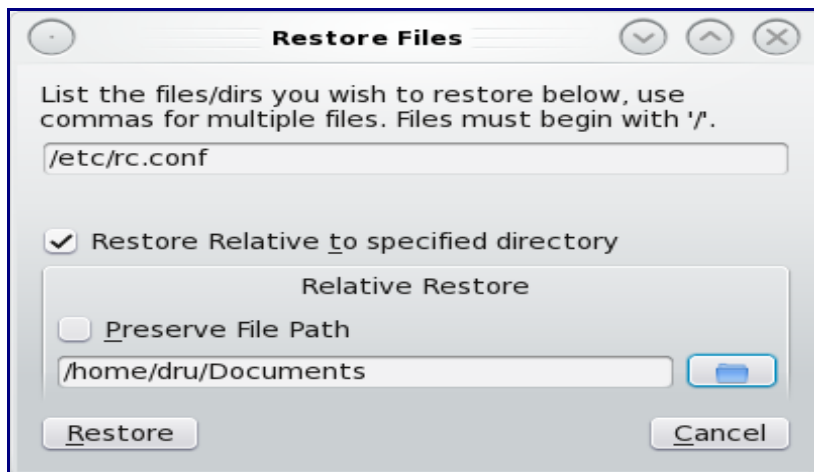 Restore Files
List the files/dirs you wish to restore below, use
commas for multiple files. Files must begin with '/'.
/etc/rc.conf
Restore Relative to specified directory
Relative Restore
Preserve File Path
/home/dru/Documents
Restore Cancel